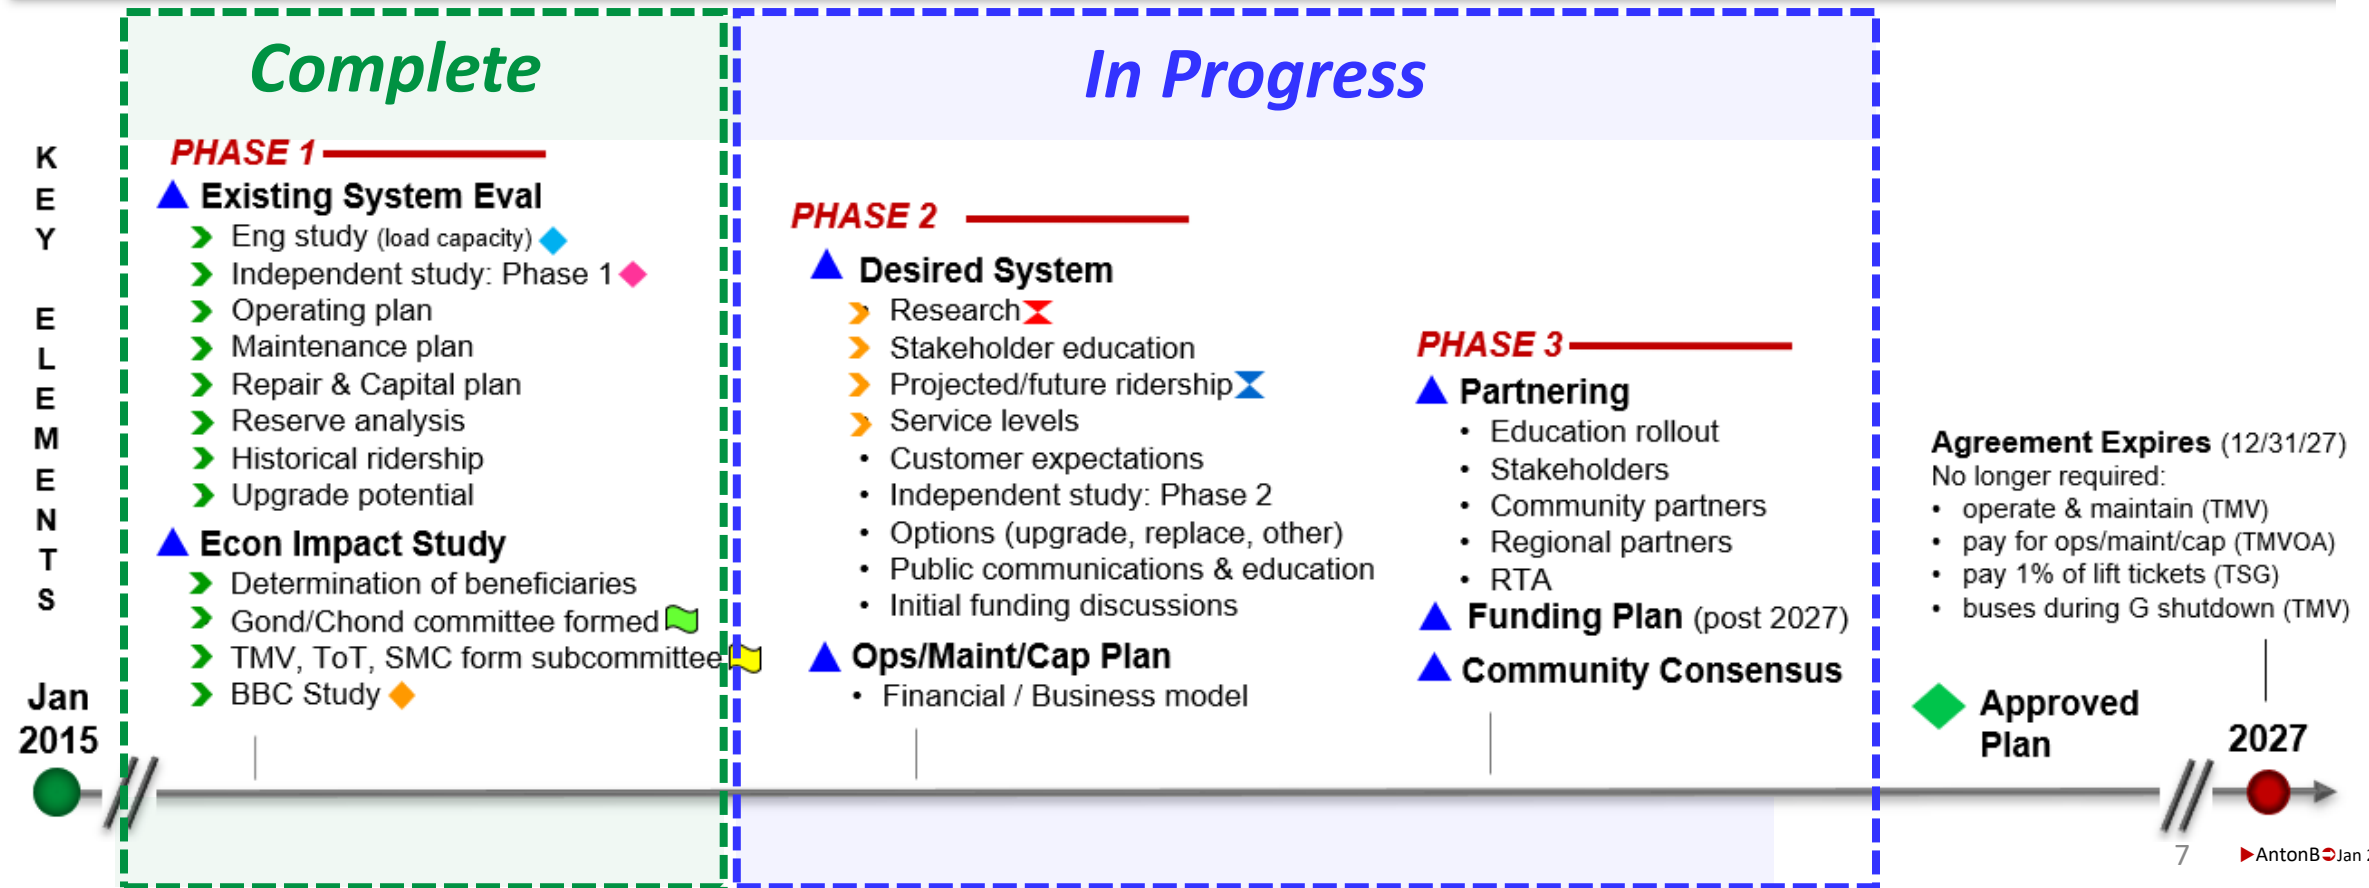 Complete
In Progress
KEY ELEMENTS
PHASE 1
Existing System Eval
Eng study (load capacity)
Independent study: Phase 1
Operating plan
Maintenance plan
Repair & Capital plan
Reserve analysis
Historical ridership
Upgrade potential
Econ Impact Study
Determination of beneficiaries
Gond/Chond committee formed
TMV, ToT, SMC form subcommittee
BBC Study
Jan
2015
PHASE 2
Desired System
Research
Stakeholder education
Projected/future ridership
Service levels
• Customer expectations
• Independent study: Phase 2
• Options (upgrade, replace, other)
• Public communications & education
• Initial funding discussions
Ops/Maint/Cap Plan
• Financial / Business model
PHASE 3
Partnering
• Education rollout
• Stakeholders
• Community partners
• Regional partners
• RTA
Funding Plan (post 2027)
Community Consensus
Agreement Expires (12/31/27)
No longer required:
• operate & maintain (TMV)
• pay for ops/maint/cap (TMVOA)
• pay 1% of lift tickets (TSG)
• buses during G shutdown (TMV)
Approved
Plan
2027
7
AntonB Jan